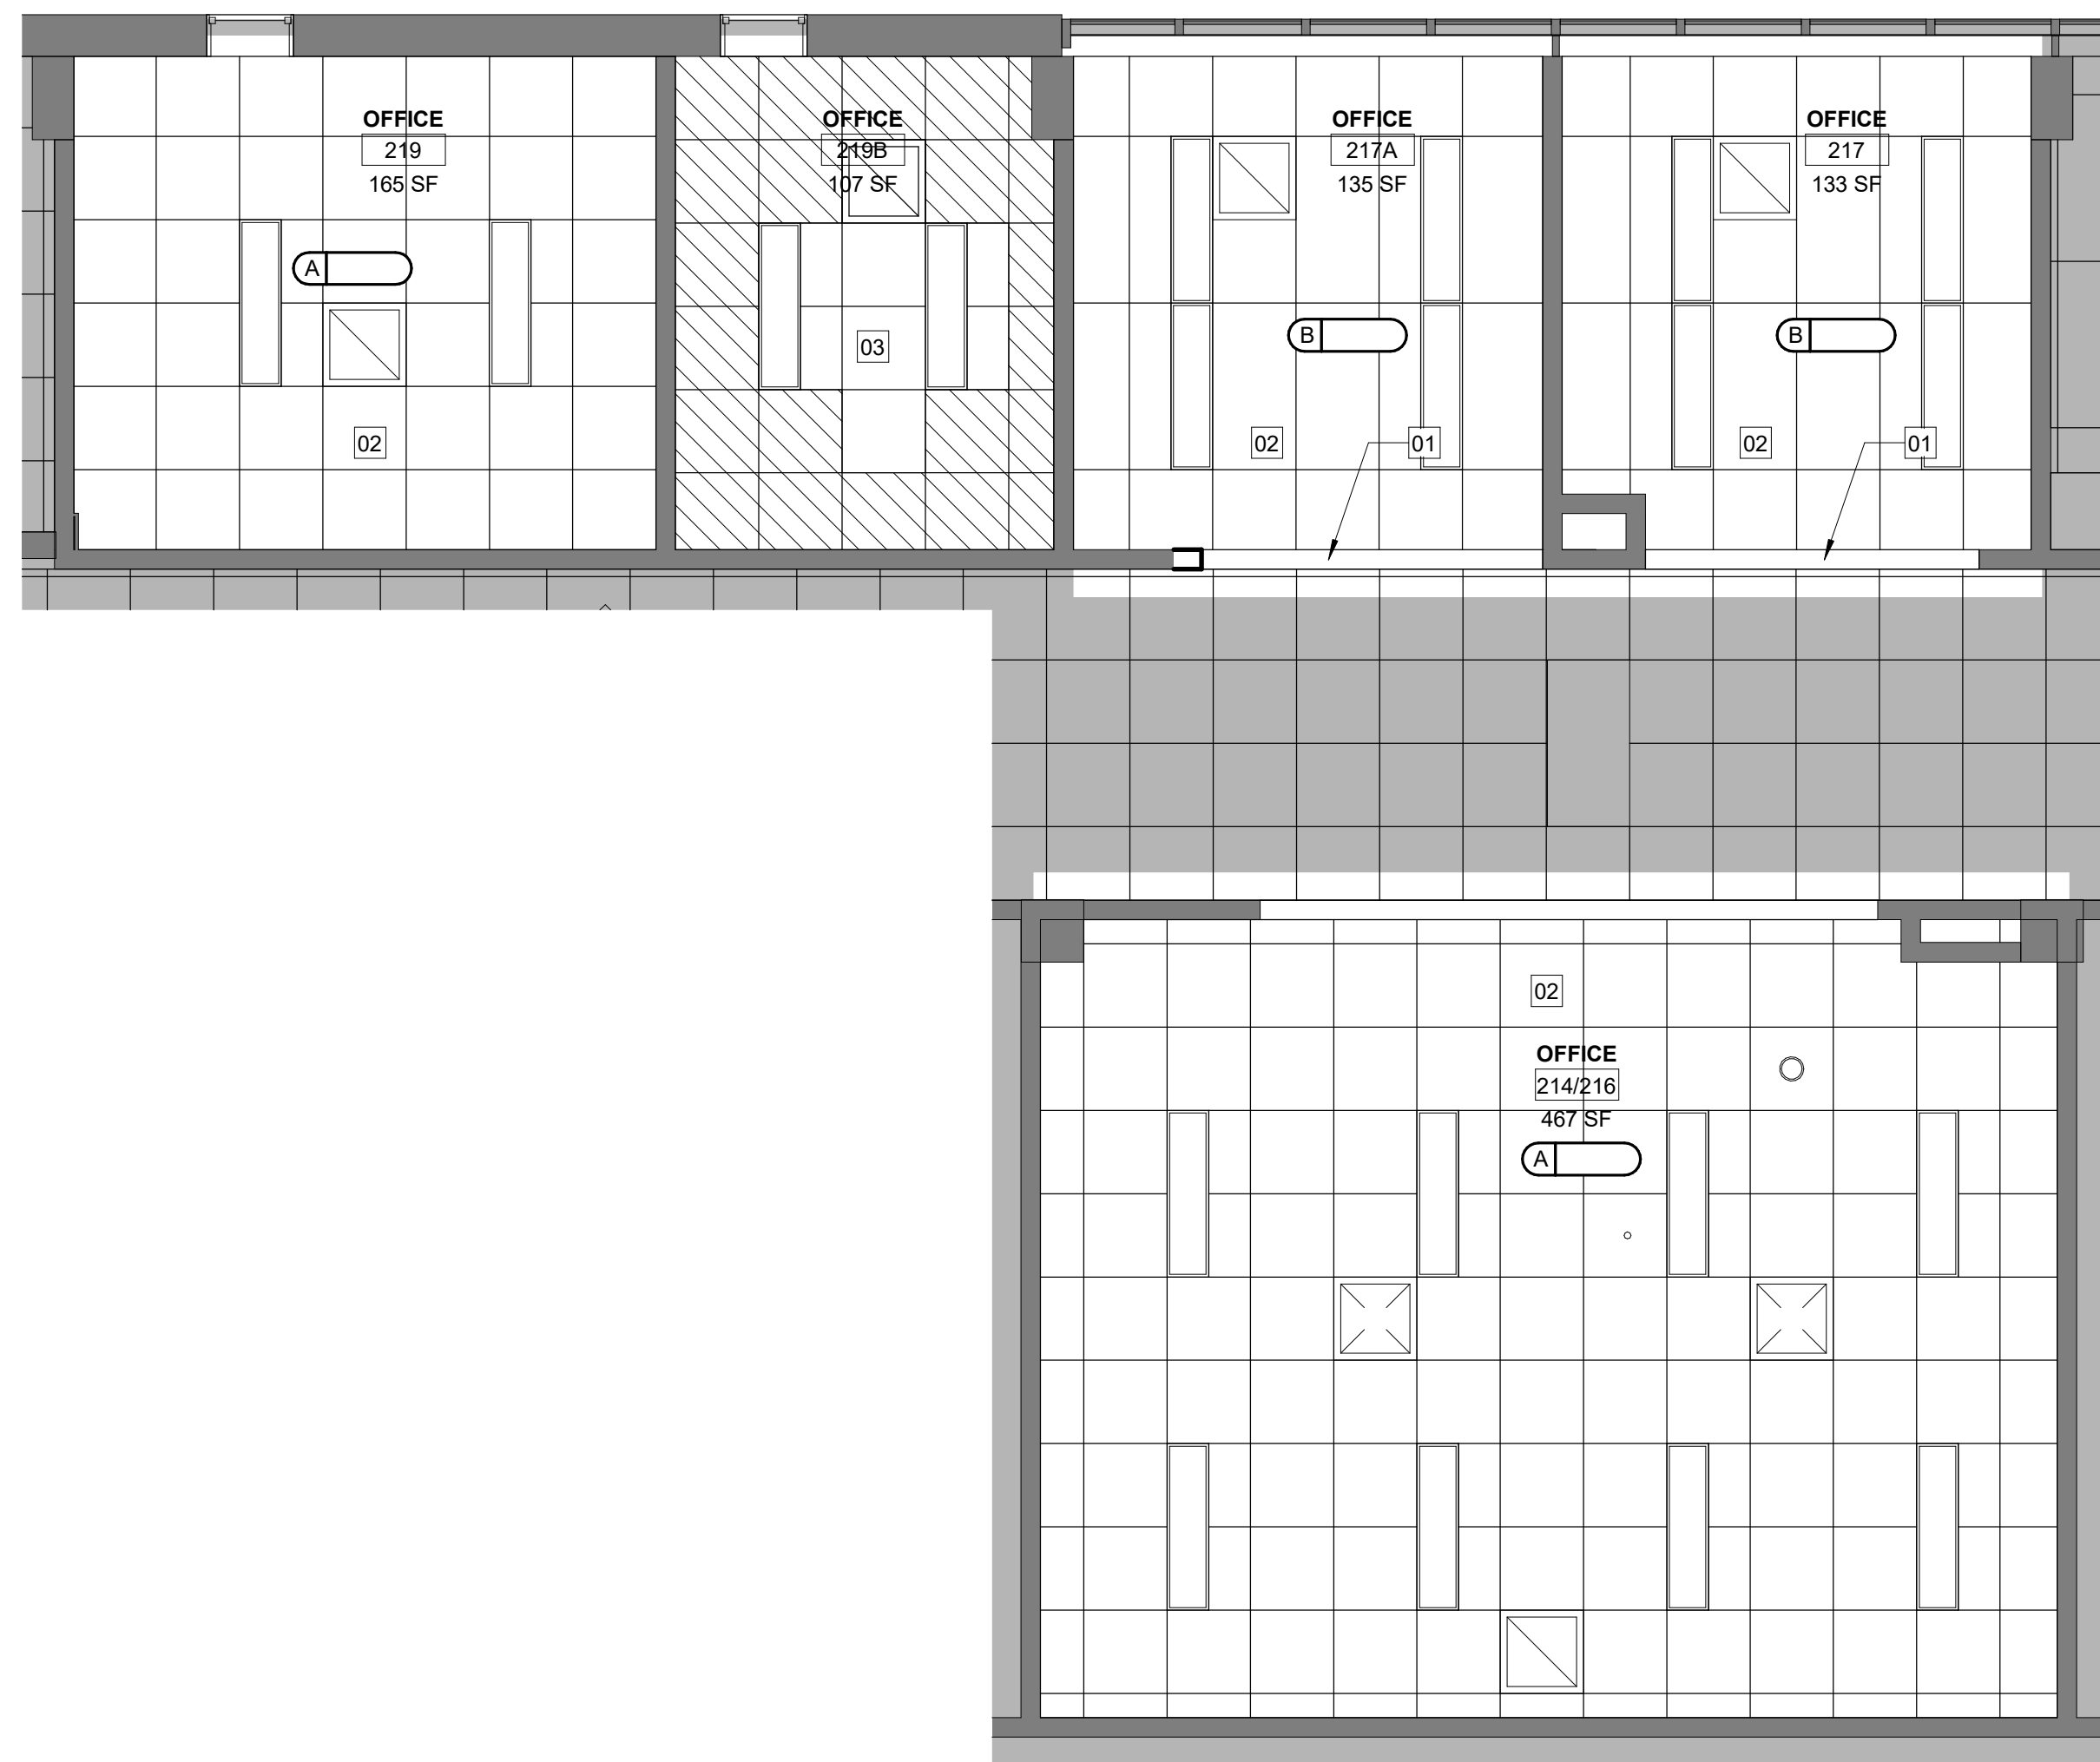 OFFICE
219
165 SF
A
02
OFFICE
219B
107 SF
03
OFFICE
217A
135 SF
B
02
01
OFFICE
217
133 SF
B
02
01
02
OFFICE
214/216
467 SF
A